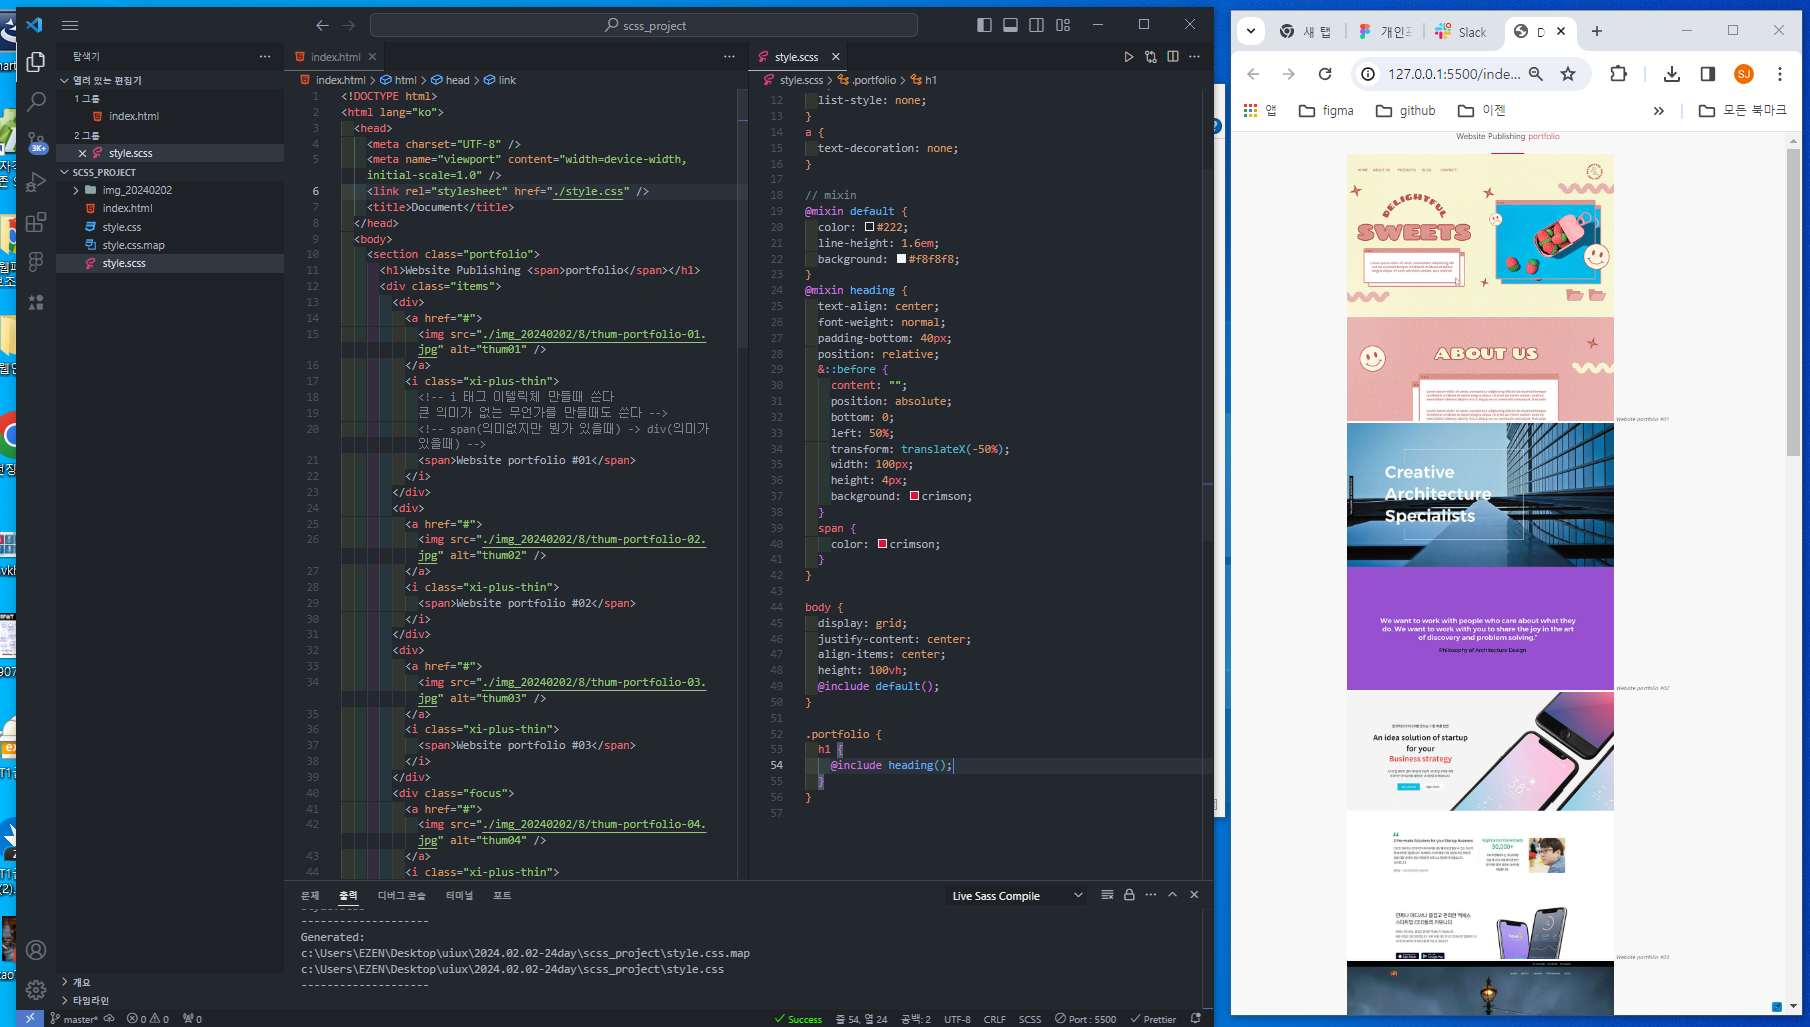 scss_project
탐색기
열려 있는 편집기
1 그룹
index.html
2 그룹
style.scss
SCSS_PROJECT
img_20240202
index.html
style.css
style.css.map
style.scss
개요
타임라인
3K+
index.html
index.html > html > head > link
1 <!DOCTYPE html>
2 <html lang="ko">
3 <head>
4 <meta charset="UTF-8" />
5 <meta name="viewport" content="width=device-width,
initial-scale=1.0" />
6 <link rel="stylesheet" href="./style.css" />
7 <title>Document</title>
8 </head>
9 <body>
10 <section class="portfolio">
11 <h1>Website Publishing <span>portfolio</span></h1>
12 <div class="items">
13 <div>
14 <a href="#">
15 <img src="./img_20240202/8/thum-portfolio-01.
jpg" alt="thum01" />
16 </a>
17 <i class="xi-plus-thin">
18 <!-- i 태그 이텔릭체 만들때 쓴다
19 큰 의미가 없는 무언가를 만들때도 쓴다 -->
20 <!-- span(의미없지만 뭔가 있을때) -> div(의미가
있을때) -->
21 <span>Website portfolio #01</span>
22 </i>
23 </div>
24 <div>
25 <a href="#">
26 <img src="./img_20240202/8/thum-portfolio-02.
jpg" alt="thum02" />
27 </a>
28 <i class="xi-plus-thin">
29 <span>Website portfolio #02</span>
30 </i>
31 </div>
32 <div>
33 <a href="#">
34 <img src="./img_20240202/8/thum-portfolio-03.
jpg" alt="thum03" />
35 </a>
36 <i class="xi-plus-thin">
37 <span>Website portfolio #03</span>
38 </i>
39 </div>
40 <div class="focus">
41 <a href="#">
42 <img src="./img_20240202/8/thum-portfolio-04.
jpg" alt="thum04" />
43 </a>
44 <i class="xi-plus-thin">
style.scss
style.scss > .portfolio > h1
12 list-style: none;
13 }
14 a {
15 text-decoration: none;
16 }
17
18 // mixin
19 @mixin default {
20 color: #222;
21 line-height: 1.6em;
22 background: #f8f8f8;
23 }
24 @mixin heading {
25 text-align: center;
26 font-weight: normal;
27 padding-bottom: 40px;
28 position: relative;
29 &::before {
30 content: "";
31 position: absolute;
32 bottom: 0;
33 left: 50%;
34 transform: translateX(-50%);
35 width: 100px;
36 height: 4px;
37 background: crimson;
38 }
39 span {
40 color: crimson;
41 }
42 }
43
44 body {
45 display: grid;
46 justify-content: center;
47 align-items: center;
48 height: 100vh;
49 @include default();
50 }
51
52 .portfolio {
53 h1 {
54 @include heading();
55 }
56 }
57
문제 출력 디버그 콘솔 터미널 포트
Live Sass Compile
--------------------
Generated:
c:\Users\EZEN\Desktop\uiux\2024.02.02-24day\scss_project\style.css.map
c:\Users\EZEN\Desktop\uiux\2024.02.02-24day\scss_project\style.css
--------------------
master* 0 0 0
Success 줄 54, 열 24 공백: 2 UTF-8 CRLF SCSS Port : 5500 Prettier
새 탭 Slack D
127.0.0.1:5500/inde...
SJ
앱 figma github 이젠 » 모든 북마크
Website Publishing portfolio
HOME ABOUT US PRODUCTS BLOG CONTACT
DELIGHTFUL
SWEETS
ABOUT US
Website portfolio #01
Creative
Architecture
Specialists
We want to work with people who care about what they
do. We want to work with you to share the joy in the art
of discovery and problem solving."
Philosophy of Architecture Design
Website portfolio #02
An idea solution of startup
for your
Business strategy
Application Downloads
30,000+
Website portfolio #03